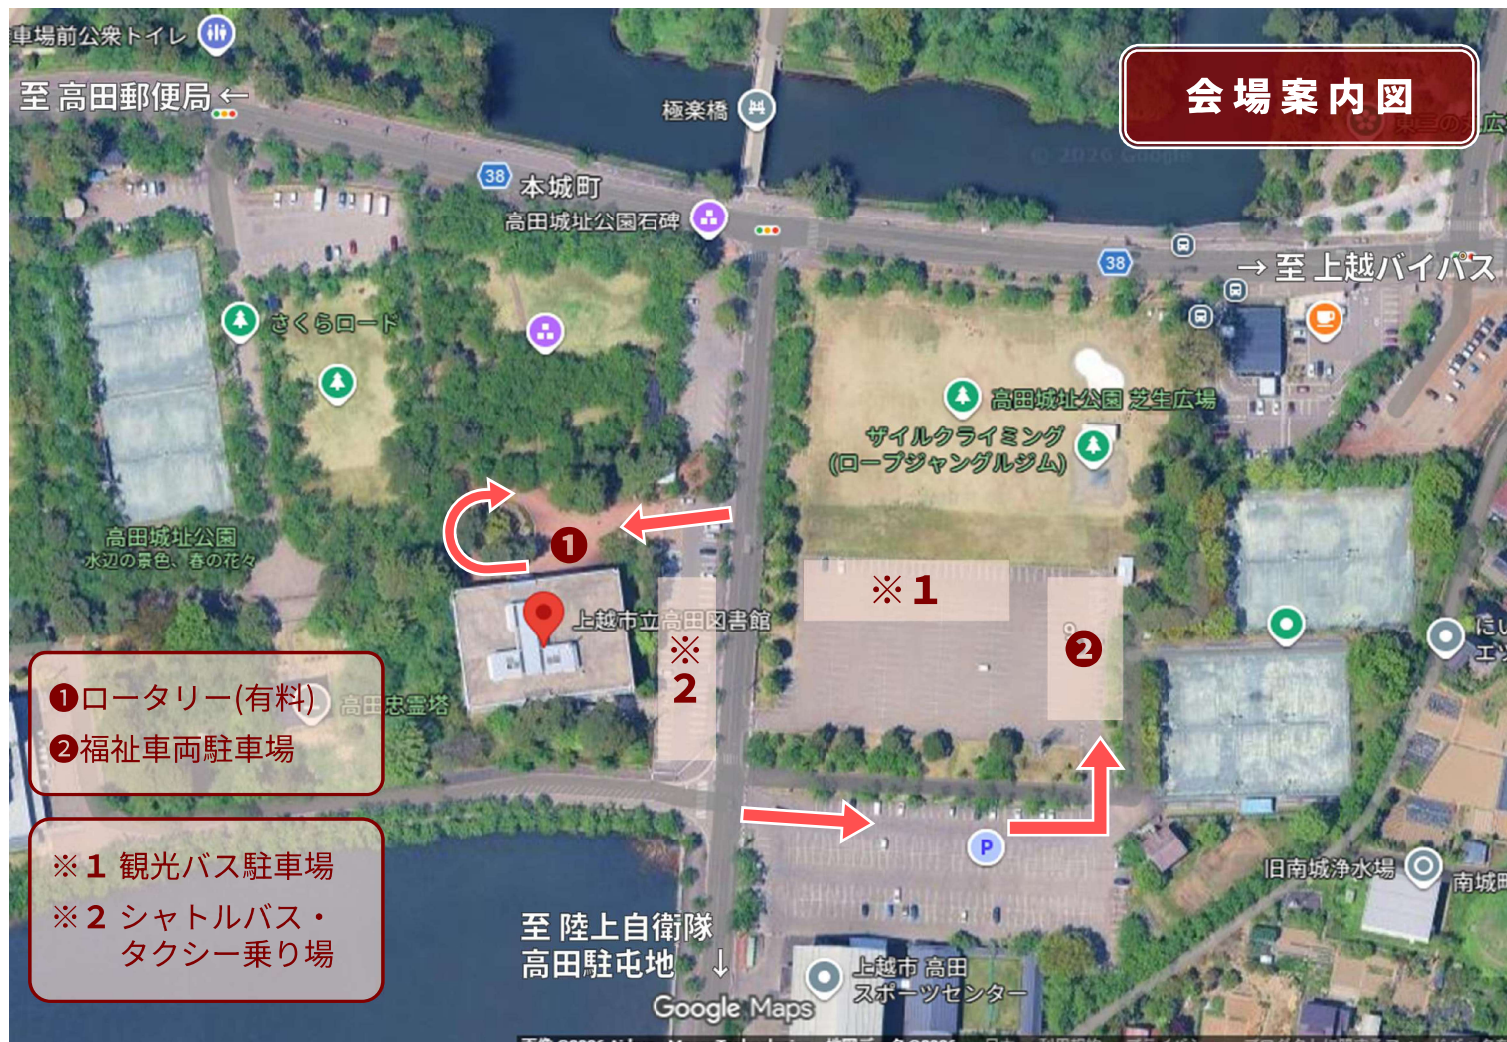 車場前公衆トイレ
至 高田郵便局 ←
極楽橋
会場案内図
© 2026 Google
38
本城町
高田城址公園石碑
38
→ 至 上越バイパス
さくらロード
高田城址公園 芝生広場
ザイルクライミング
(ロープジャングルジム)
高田城址公園
水辺の景色、春の花々
❶
※1
上越市立高田図書館
※
2
❷
❶ロータリー(有料)
❷福祉車両駐車場
高田忠霊塔
※1 観光バス駐車場
※2 シャトルバス・
タクシー乗り場
P
旧南城浄水場
南城町
至 陸上自衛隊
高田駐屯地 ↓
上越市 高田
スポーツセンター
Google Maps